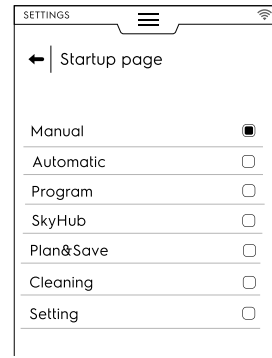 SETTINGS
Startup page
Manual
Automatic
Program
SkyHub
Plan&Save
Cleaning
Setting